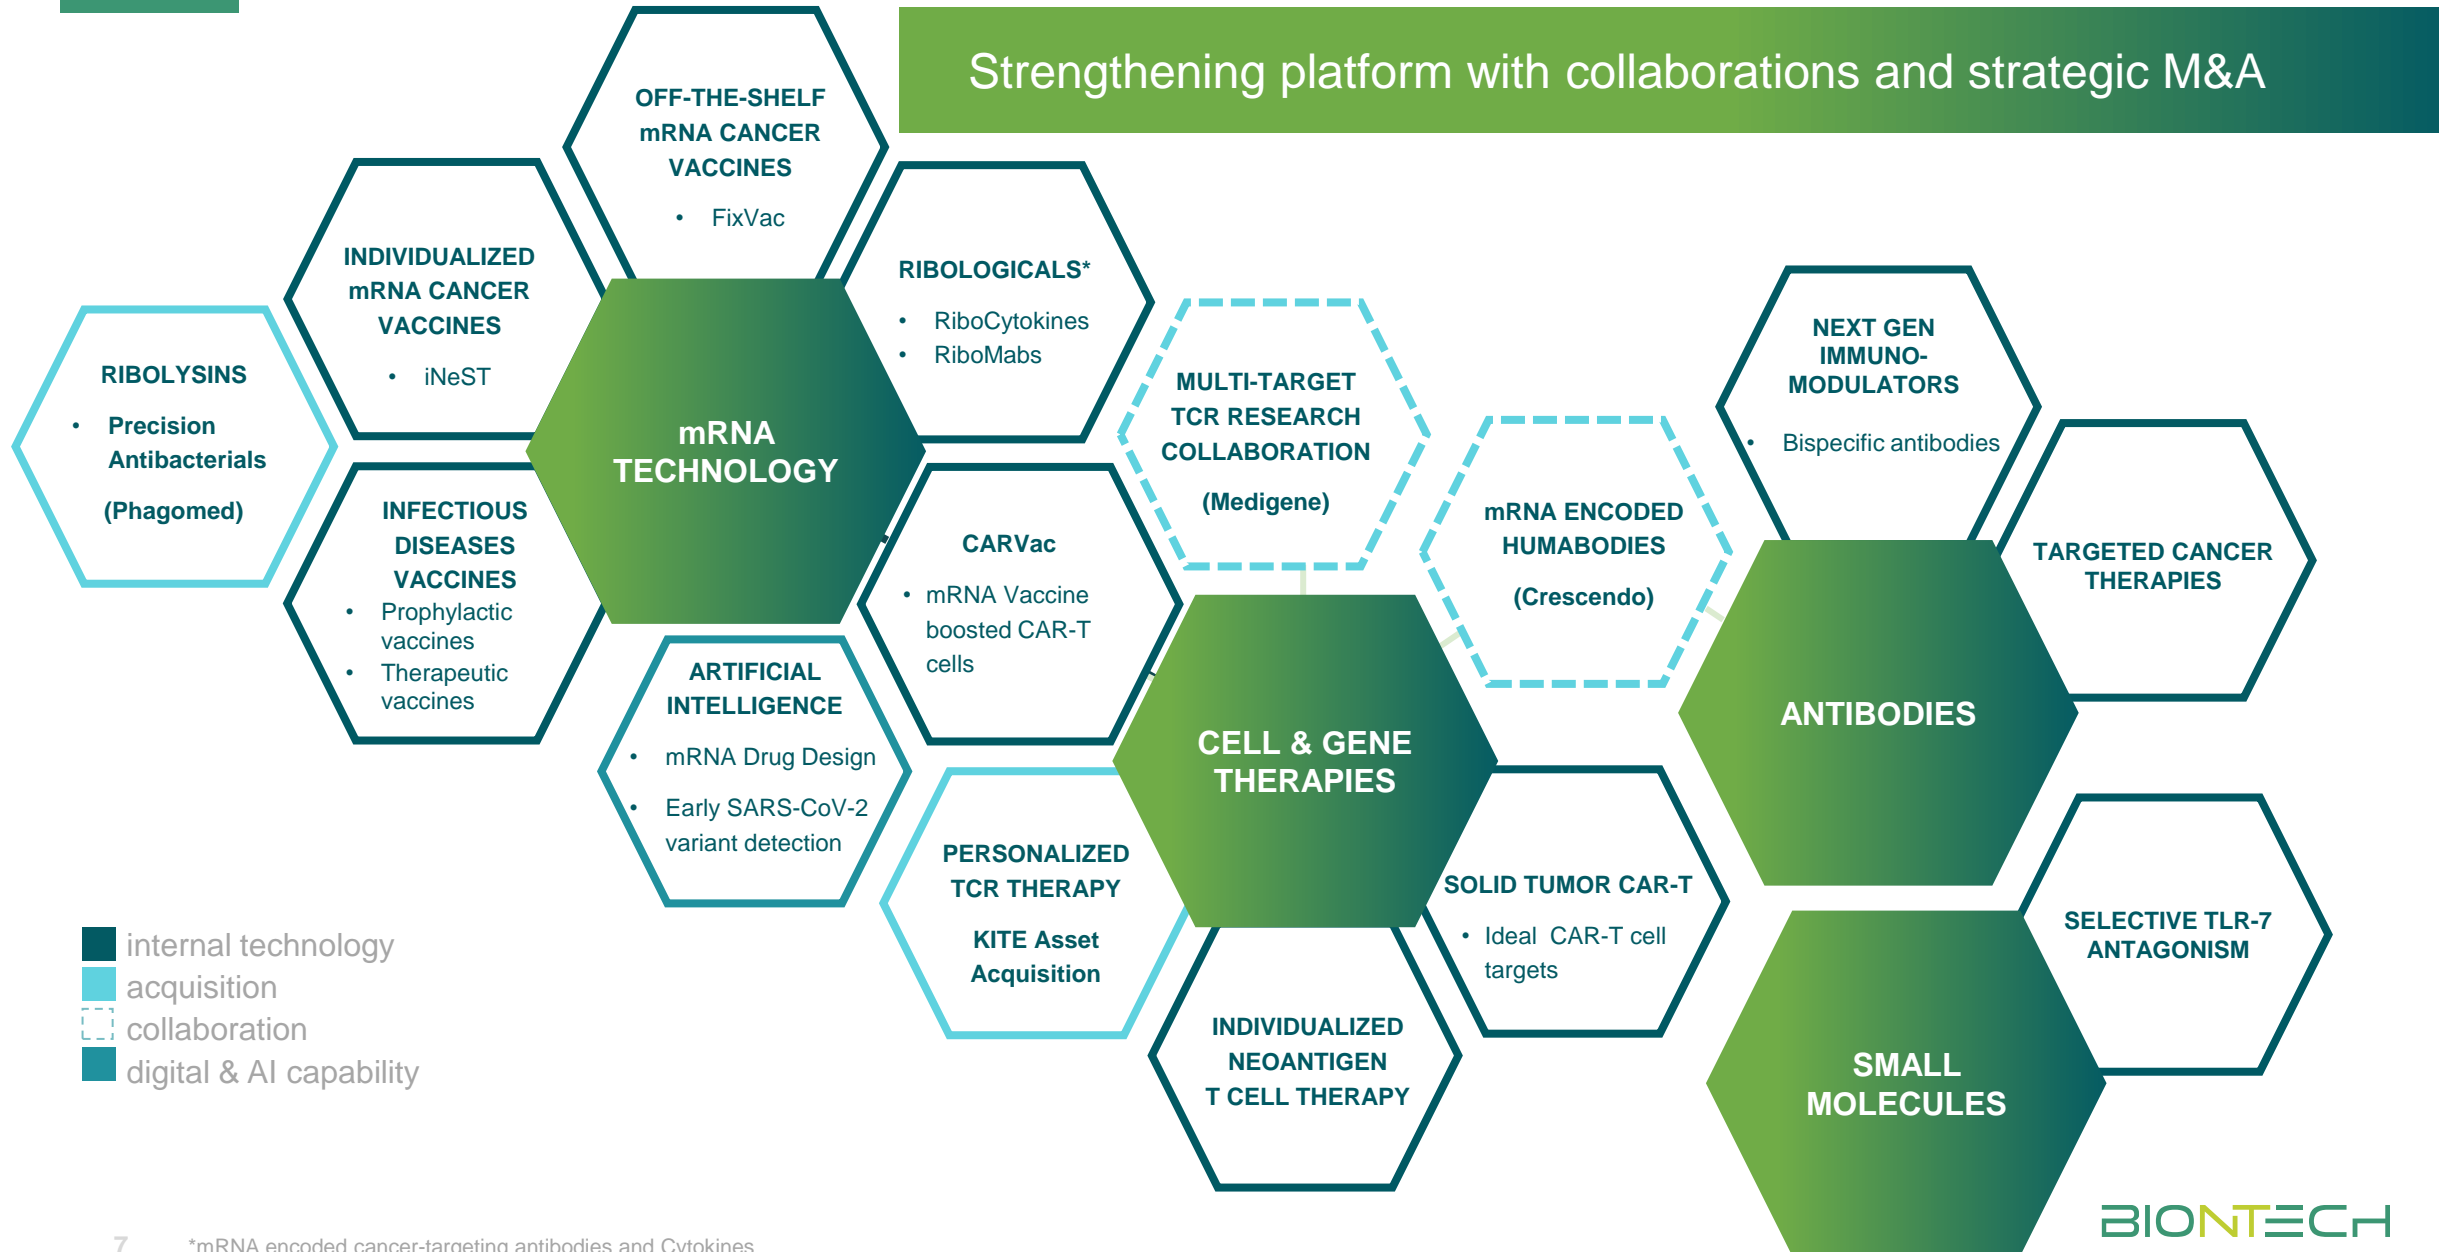 Strengthening platform with collaborations and strategic M&A
OFF-THE-SHELF
mRNA CANCER
VACCINES
• FixVac
INDIVIDUALIZED
mRNA CANCER
VACCINES
• iNeST
RIBOLOGICALS*
• RiboCytokines
• RiboMabs
RIBOLYSINS
• Precision
Antibacterials
(Phagomed)
mRNA
TECHNOLOGY
INFECTIOUS
DISEASES
VACCINES
• Prophylactic
vaccines
• Therapeutic
vaccines
CARVac
• mRNA Vaccine
boosted CAR-T
cells
ARTIFICIAL
INTELLIGENCE
• mRNA Drug Design
• Early SARS-CoV-2
variant detection
MULTI-TARGET
TCR RESEARCH
COLLABORATION
(Medigene)
mRNA ENCODED
HUMABODIES
(Crescendo)
CELL & GENE
THERAPIES
PERSONALIZED
TCR THERAPY
KITE Asset
Acquisition
INDIVIDUALIZED
NEOANTIGEN
T CELL THERAPY
SOLID TUMOR CAR-T
• Ideal CAR-T cell
targets
NEXT GEN
IMMUNO-
MODULATORS
• Bispecific antibodies
TARGETED CANCER
THERAPIES
ANTIBODIES
SELECTIVE TLR-7
ANTAGONISM
SMALL
MOLECULES
internal technology
acquisition
collaboration
digital & AI capability
BIONTECH
7 *mRNA encoded cancer-targeting antibodies and Cytokines